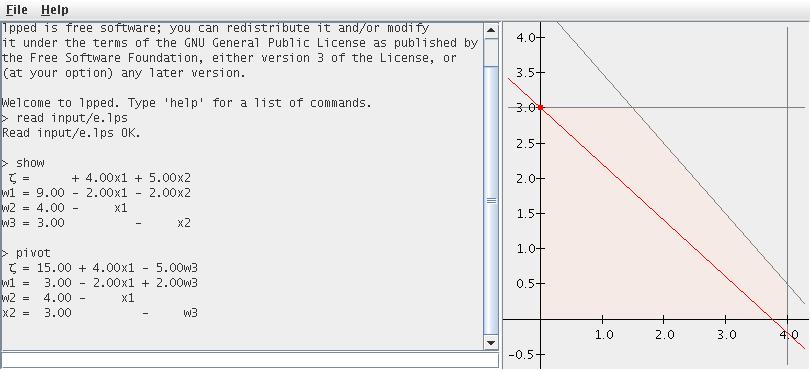 File Help
lpped is free software; you can redistribute it and/or modify
it under the terms of the GNU General Public License as published by
the Free Software Foundation, either version 3 of the License, or
(at your option) any later version.
Welcome to lpped. Type 'help' for a list of commands.
> read input/e.lps
Read input/e.lps OK.
> show
ζ =      + 4.00x1 + 5.00x2
w1 = 9.00 - 2.00x1 - 2.00x2
w2 = 4.00 -     x1
w3 = 3.00          -     x2
> pivot
ζ = 15.00 + 4.00x1 - 5.00w3
w1 =  3.00 - 2.00x1 + 2.00w3
w2 =  4.00 -     x1
x2 =  3.00          -     w3
4.0
3.5
3.0
2.5
2.0
1.5
1.0
0.5
1.0 2.0 3.0 4.0
-0.5